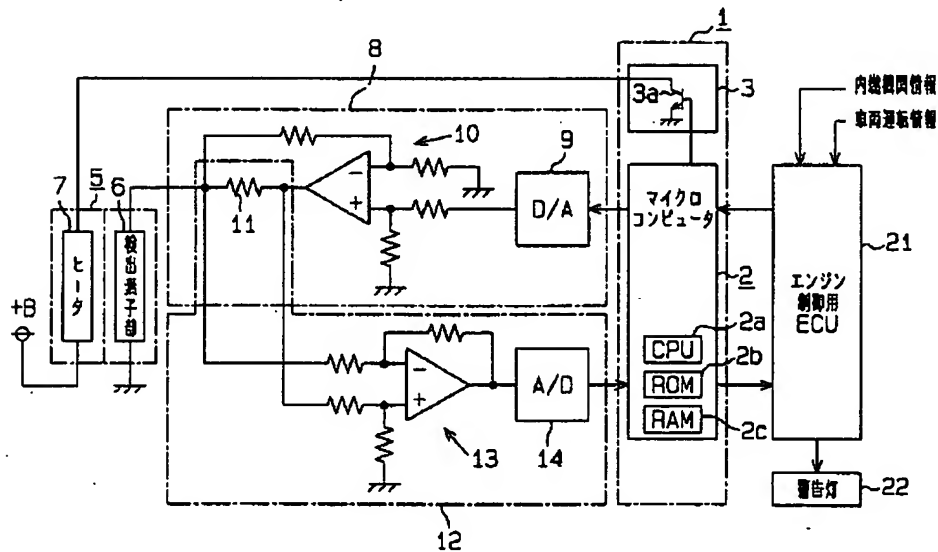 1
8
3
3a
内燃機関情報
車両運転情報
10
9
7
5
6
11
D/A
マイクロ
コンピュータ
21
+B
ヒータ
検出素子部
2
エンジン
制御用
ECU
2a
CPU
2b
ROM
2c
RAM
A/D
13
14
12
警告灯
22